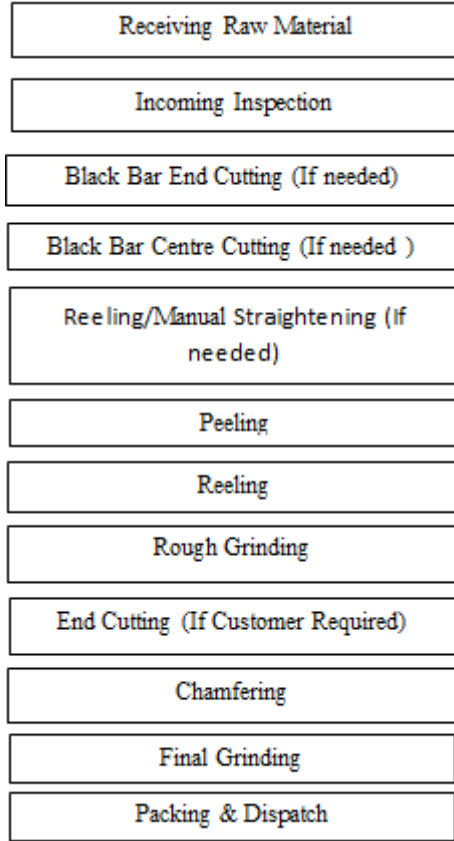 Receiving Raw Material
Incoming Inspection
Black Bar End Cutting (If needed)
Black Bar Centre Cutting (If needed )
Reeling/Manual Straightening (If
needed)
Peeling
Reeling
Rough Grinding
End Cutting (If Customer Required)
Chamfering
Final Grinding
Packing & Dispatch